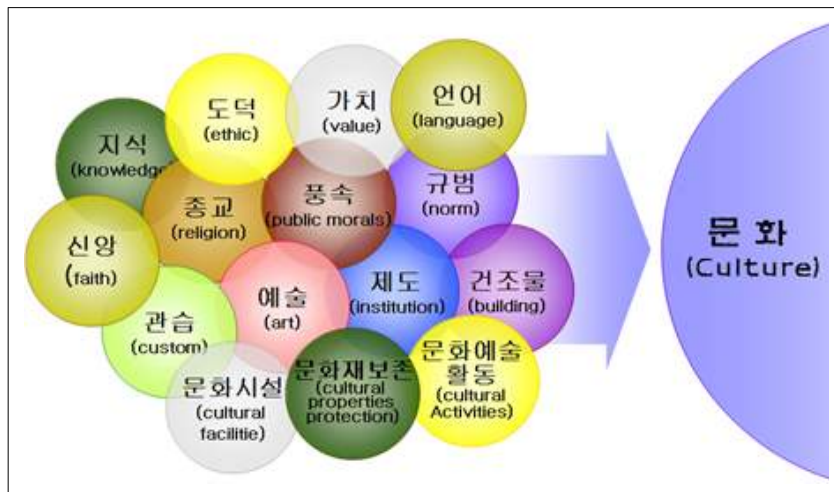 도덕
(ethic)
가치
(value)
언어
(language)
지식
(knowledge)
종교
(religion)
풍속
(public morals)
규범
(norm)
신앙
(faith)
관습
(custom)
예술
(art)
제도
(institution)
건조물
(building)
문화시설
(cultural
facilitie)
문화재보존
(cultural
properties
protection)
문화예술
활동
(cultural
Activities)
문화
(Culture)